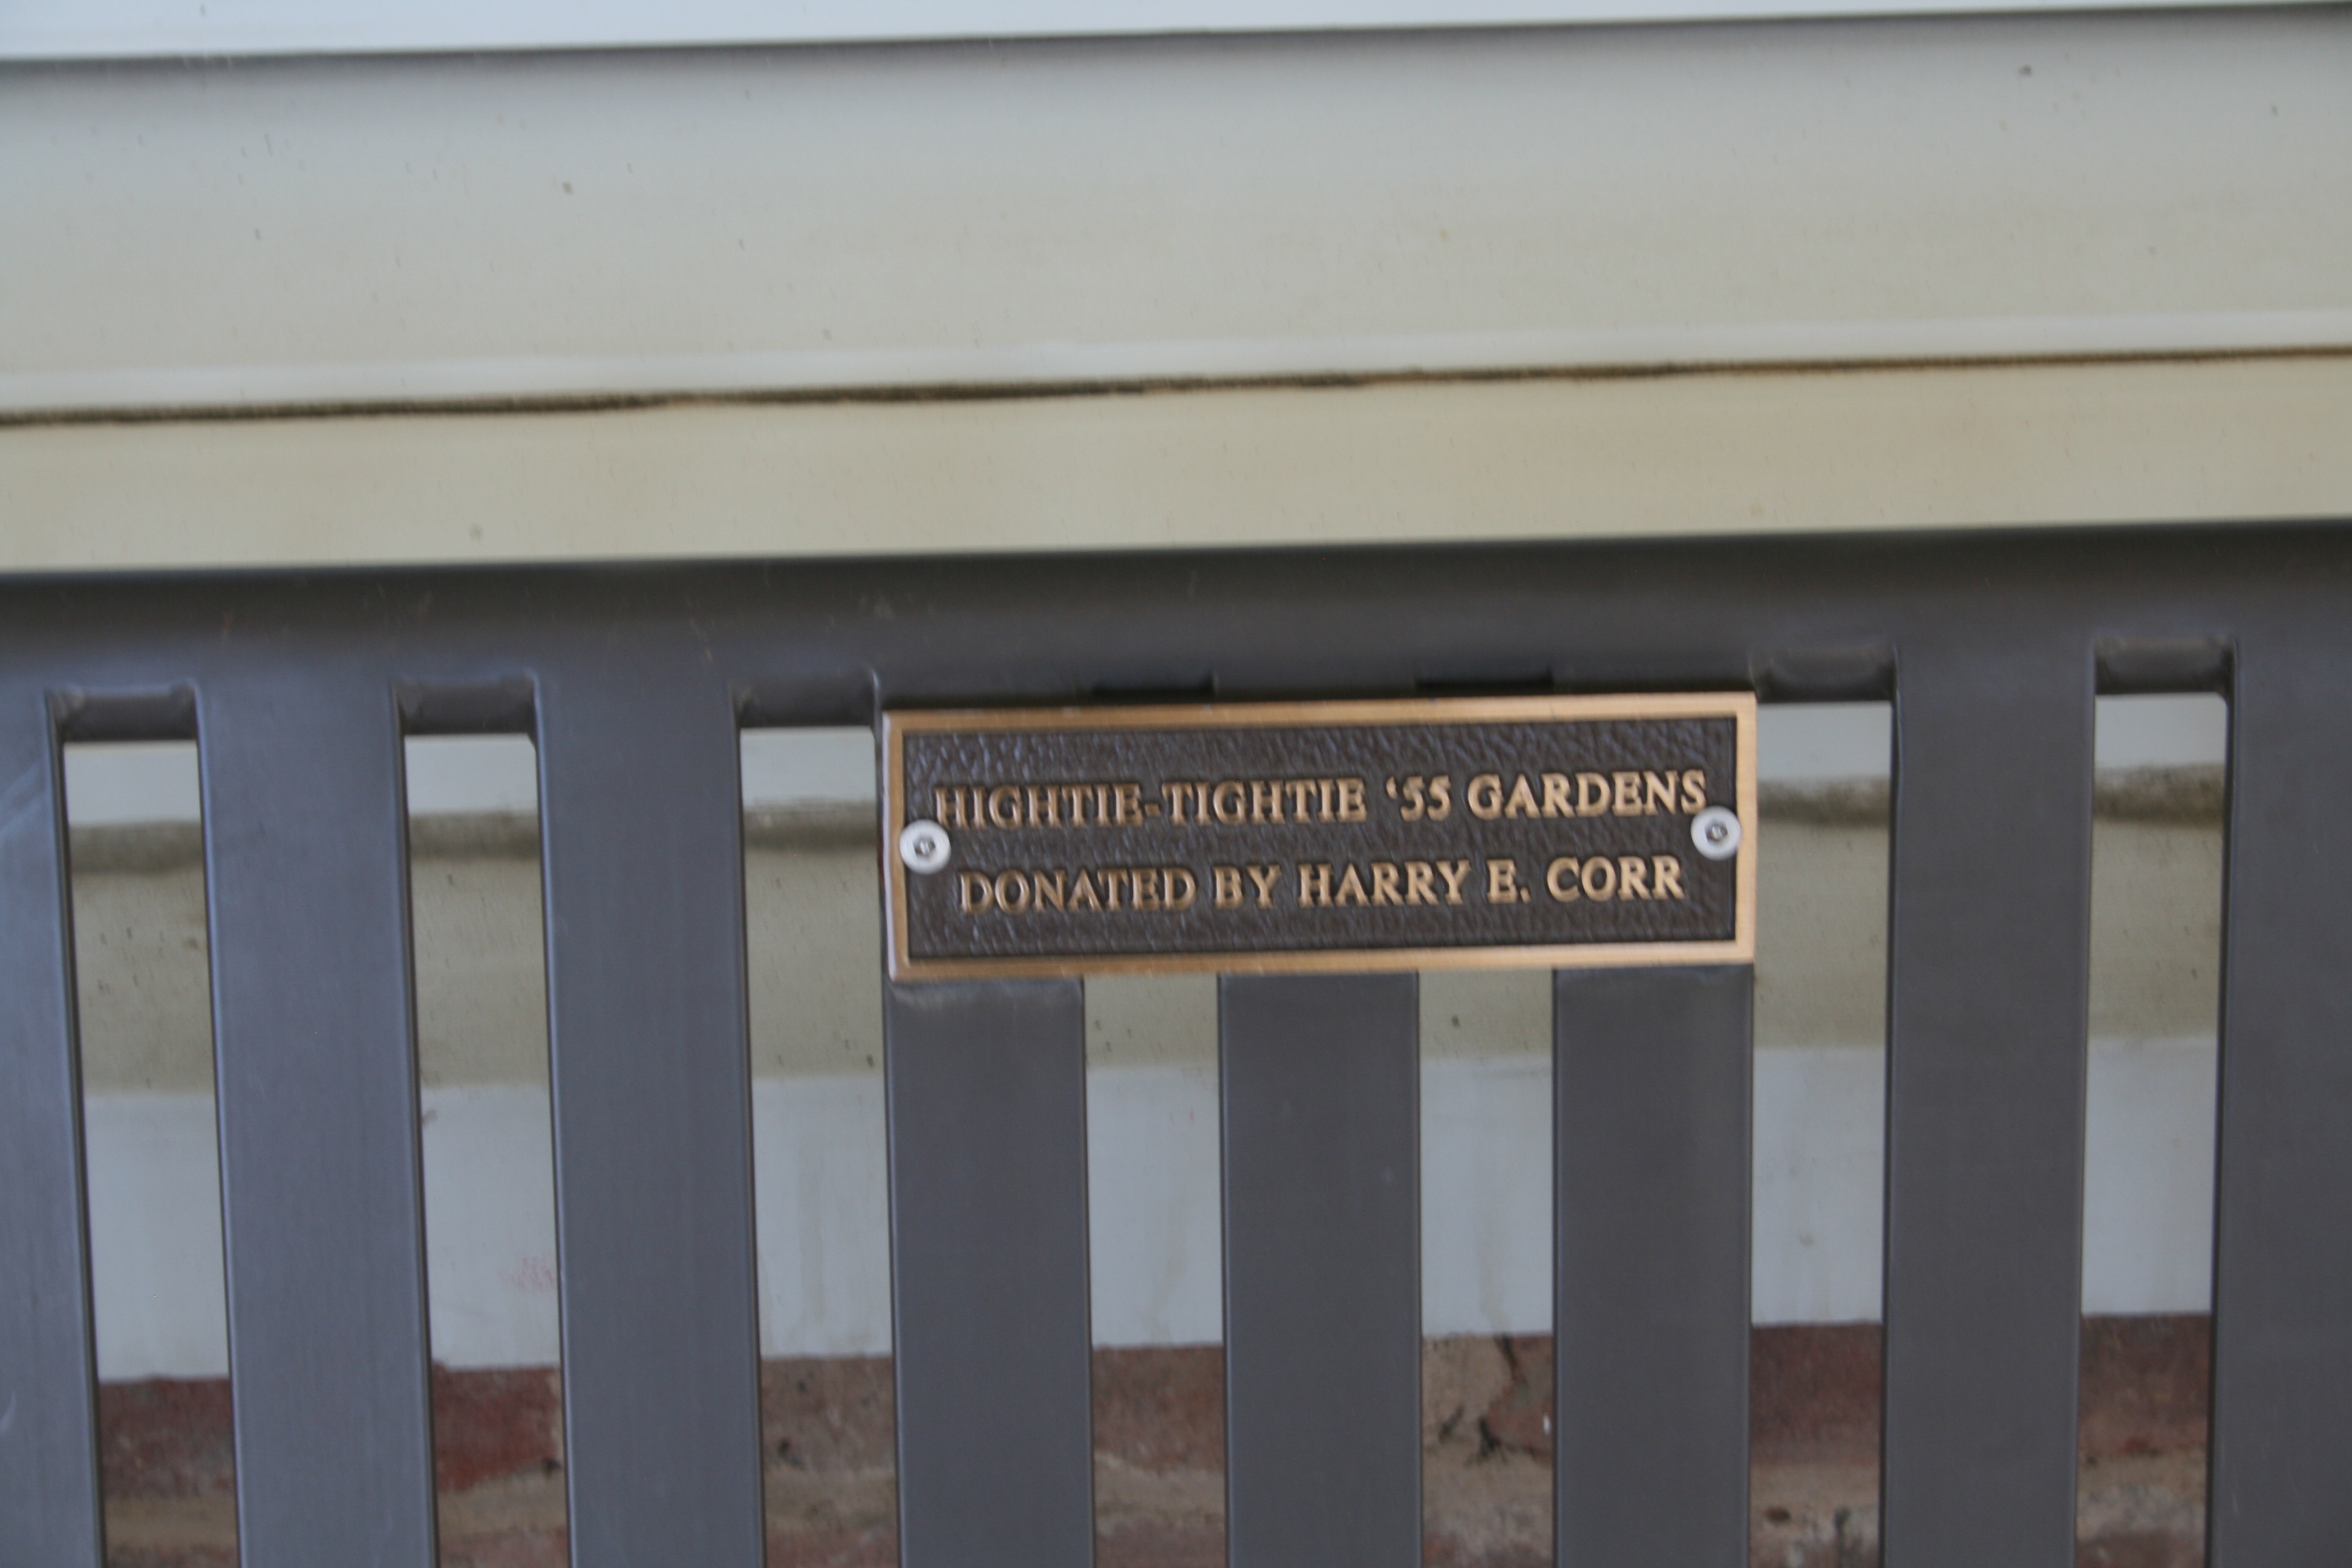 HIGHTIE-TIGHTIE ‘55 GARDENS
DONATED BY HARRY E. CORR